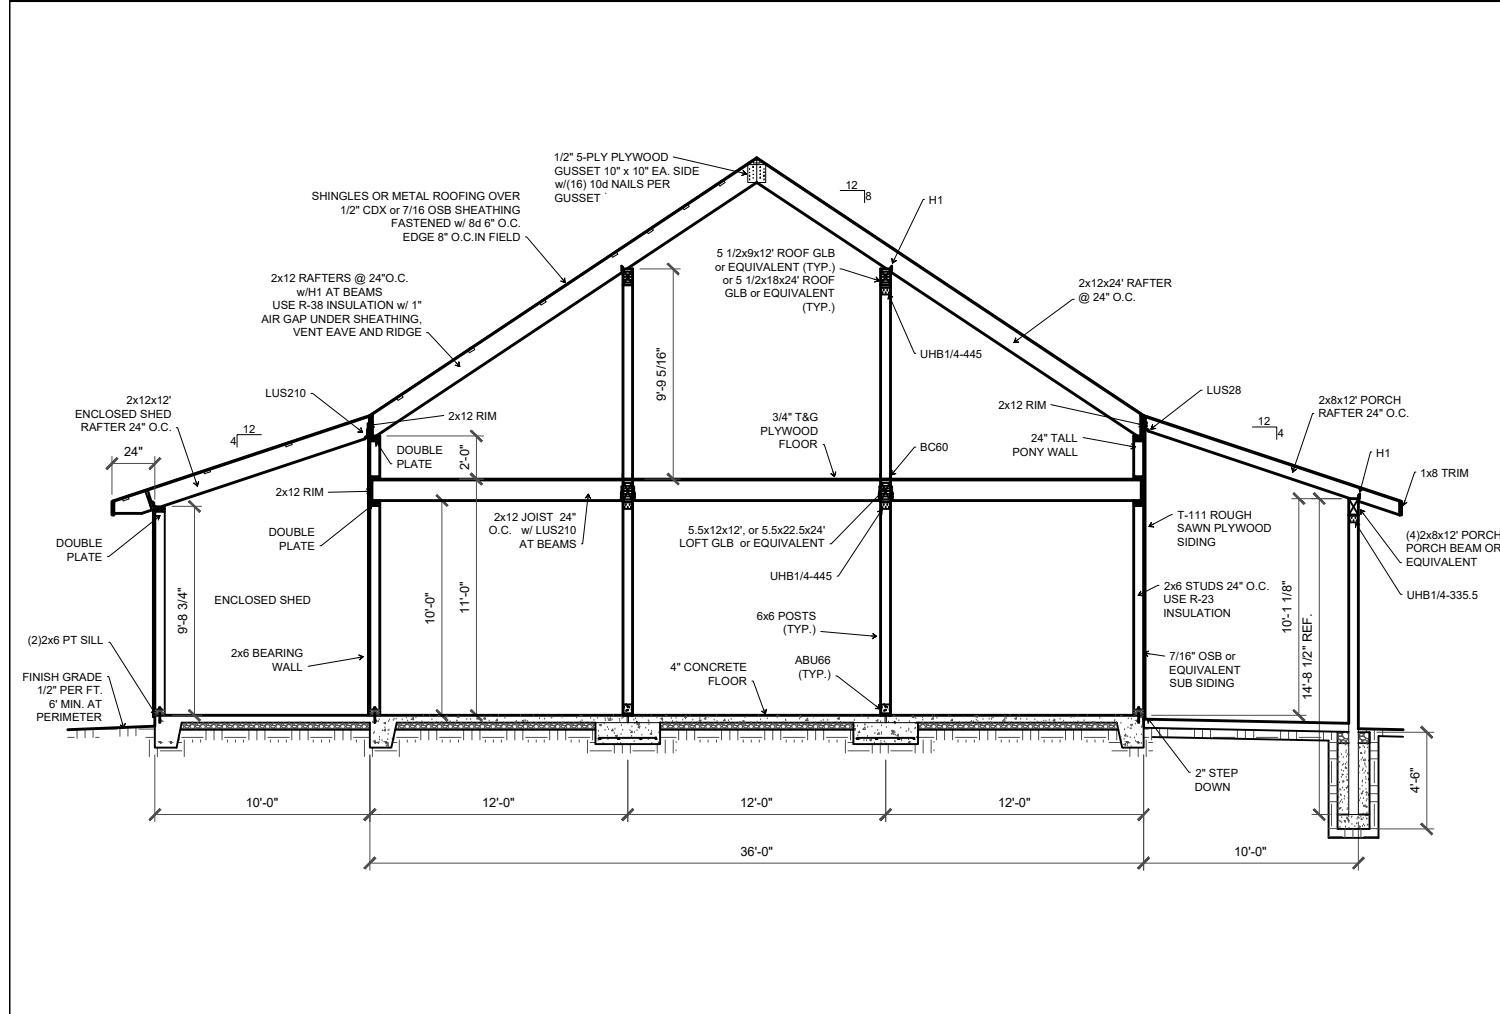 1/2" 5-PLY PLYWOOD
GUSSET 10" x 10" EA. SIDE
w/(16) 10d NAILS PER
GUSSET
12
8
H1
SHINGLES OR METAL ROOFING OVER
1/2" CDX or 7/16 OSB SHEATHING
FASTENED w/ 8d 6" O.C.
EDGE 8" O.C.IN FIELD
5 1/2x9x12' ROOF GLB
or EQUIVALENT (TYP.)
or 5 1/2x18x24' ROOF
GLB or EQUIVALENT
(TYP.)
2x12 RAFTERS @ 24"O.C.
w/H1 AT BEAMS
USE R-38 INSULATION w/ 1"
AIR GAP UNDER SHEATHING,
VENT EAVE AND RIDGE
2x12x24' RAFTER
@ 24" O.C.
UHB1/4-445
9'-9 5/16"
LUS210
2x12x12'
ENCLOSED SHED
RAFTER 24" O.C.
12
4
24"
2x12 RIM
DOUBLE
PLATE
2'-0"
3/4" T&G
PLYWOOD
FLOOR
BC60
2x12 RIM
24" TALL
PONY WALL
LUS28
12
4
2x8x12' PORCH
RAFTER 24" O.C.
H1
1x8 TRIM
2x12 RIM
DOUBLE
PLATE
DOUBLE
PLATE
2x12 JOIST 24"
O.C. w/ LUS210
AT BEAMS
5.5x12x12', or 5.5x22.5x24'
LOFT GLB or EQUIVALENT
UHB1/4-445
T-111 ROUGH
SAWN PLYWOOD
SIDING
(4)2x8x12' PORCH
PORCH BEAM OR
EQUIVALENT
UHB1/4-335.5
ENCLOSED SHED
9'-8 3/4"
10'-0"
11'-0"
2x6 STUDS 24" O.C.
USE R-23
INSULATION
10'-1 1/8"
14'-8 1/2" REF.
(2)2x6 PT SILL
2x6 BEARING
WALL
6x6 POSTS
(TYP.)
4" CONCRETE
FLOOR
ABU66
(TYP.)
7/16" OSB or
EQUIVALENT
SUB SIDING
FINISH GRADE
1/2" PER FT.
6' MIN. AT
PERIMETER
2" STEP
DOWN
4'-6"
10'-0"
12'-0"
12'-0"
12'-0"
36'-0"
10'-0"